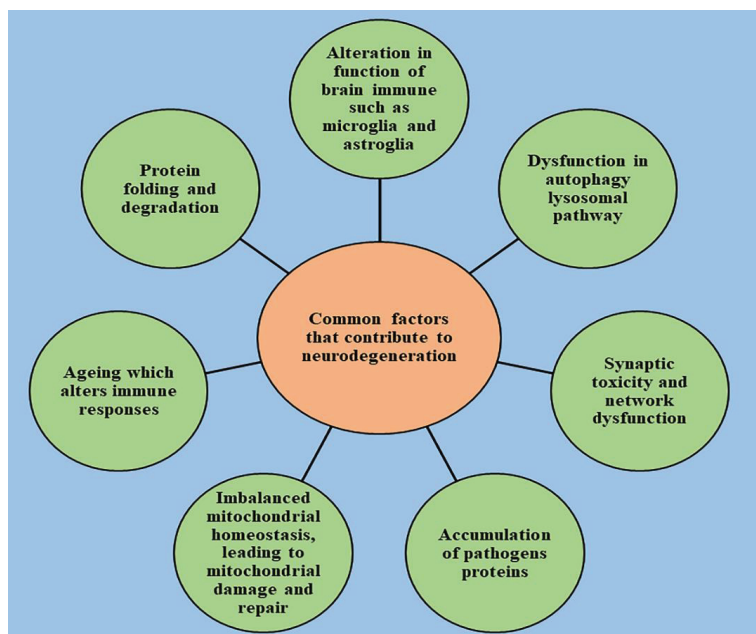 Alteration in
function of
brain immune
such as
microglia and
astroglia
Protein
folding and
degradation
Dysfunction in
autophagy
lysosomal
pathway
Common factors
that contribute to
neurodegeneration
Ageing which
alters immune
responses
Synaptic
toxicity and
network
dysfunction
Imbalanced
mitochondrial
homeostasis,
leading to
mitochondrial
damage and
repair
Accumulation
of pathogens
proteins